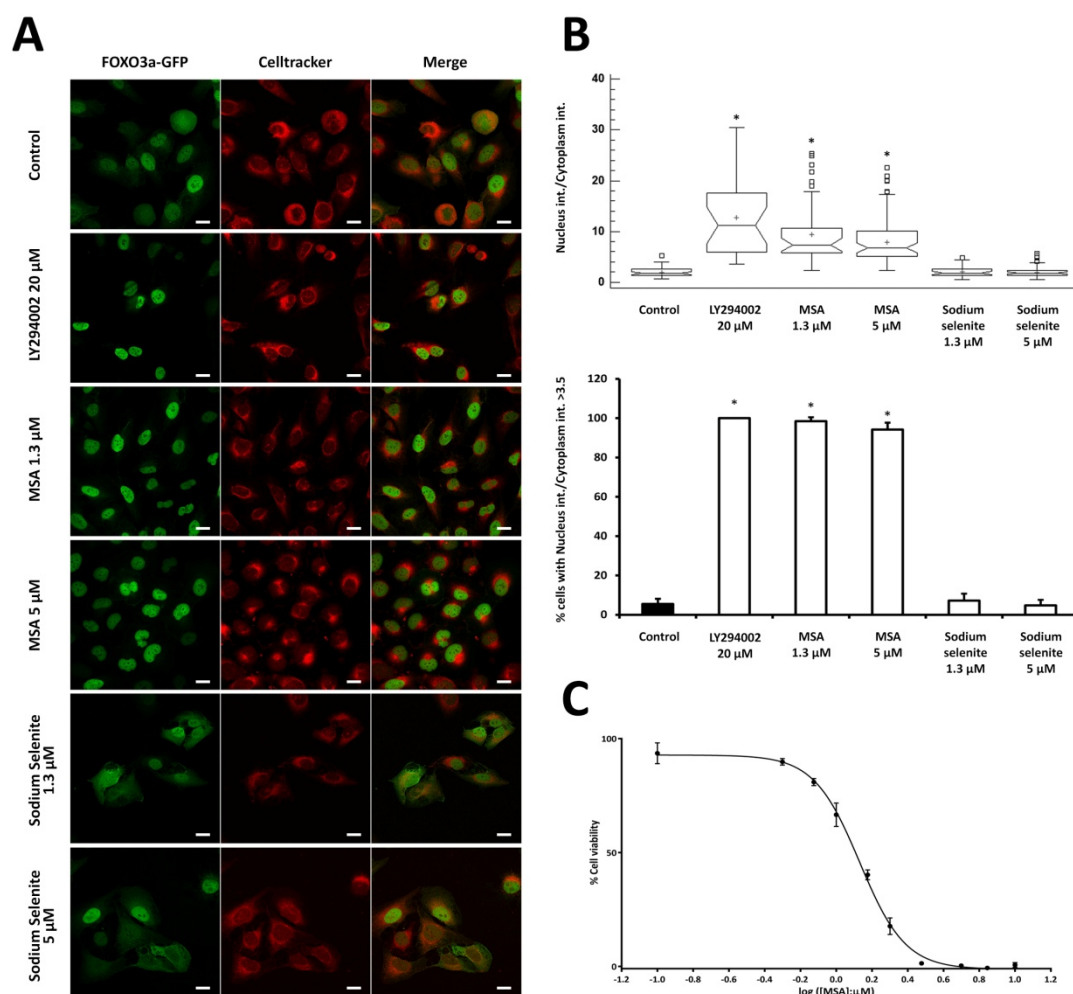 A
FOXO3a-GFP Celltracker Merge
Control
LY294002 20 µM
MSA 1.3 µM
MSA 5 µM
Sodium Selenite
1.3 µM
Sodium Selenite
5 µM
B
Nucleus int./Cytoplasm int.
40
30
20
10
0
* * *
Control LY294002 MSA MSA Sodium Sodium
20 µM 1.3 µM 5 µM selenite selenite
1.3 µM 5 µM
% cells with Nucleus int./Cytoplasm int. >3.5
120
100
80
60
40
20
0
* * *
Control LY294002 MSA MSA Sodium Sodium
20 µM 1.3 µM 5 µM selenite selenite
1.3 µM 5 µM
C
% Cell viability
100
50
0
-1.2 -1.0 -0.8 -0.6 -0.4 -0.2 0.0 0.2 0.4 0.6 0.8 1.0 1.2
log ([MSA]:µM)